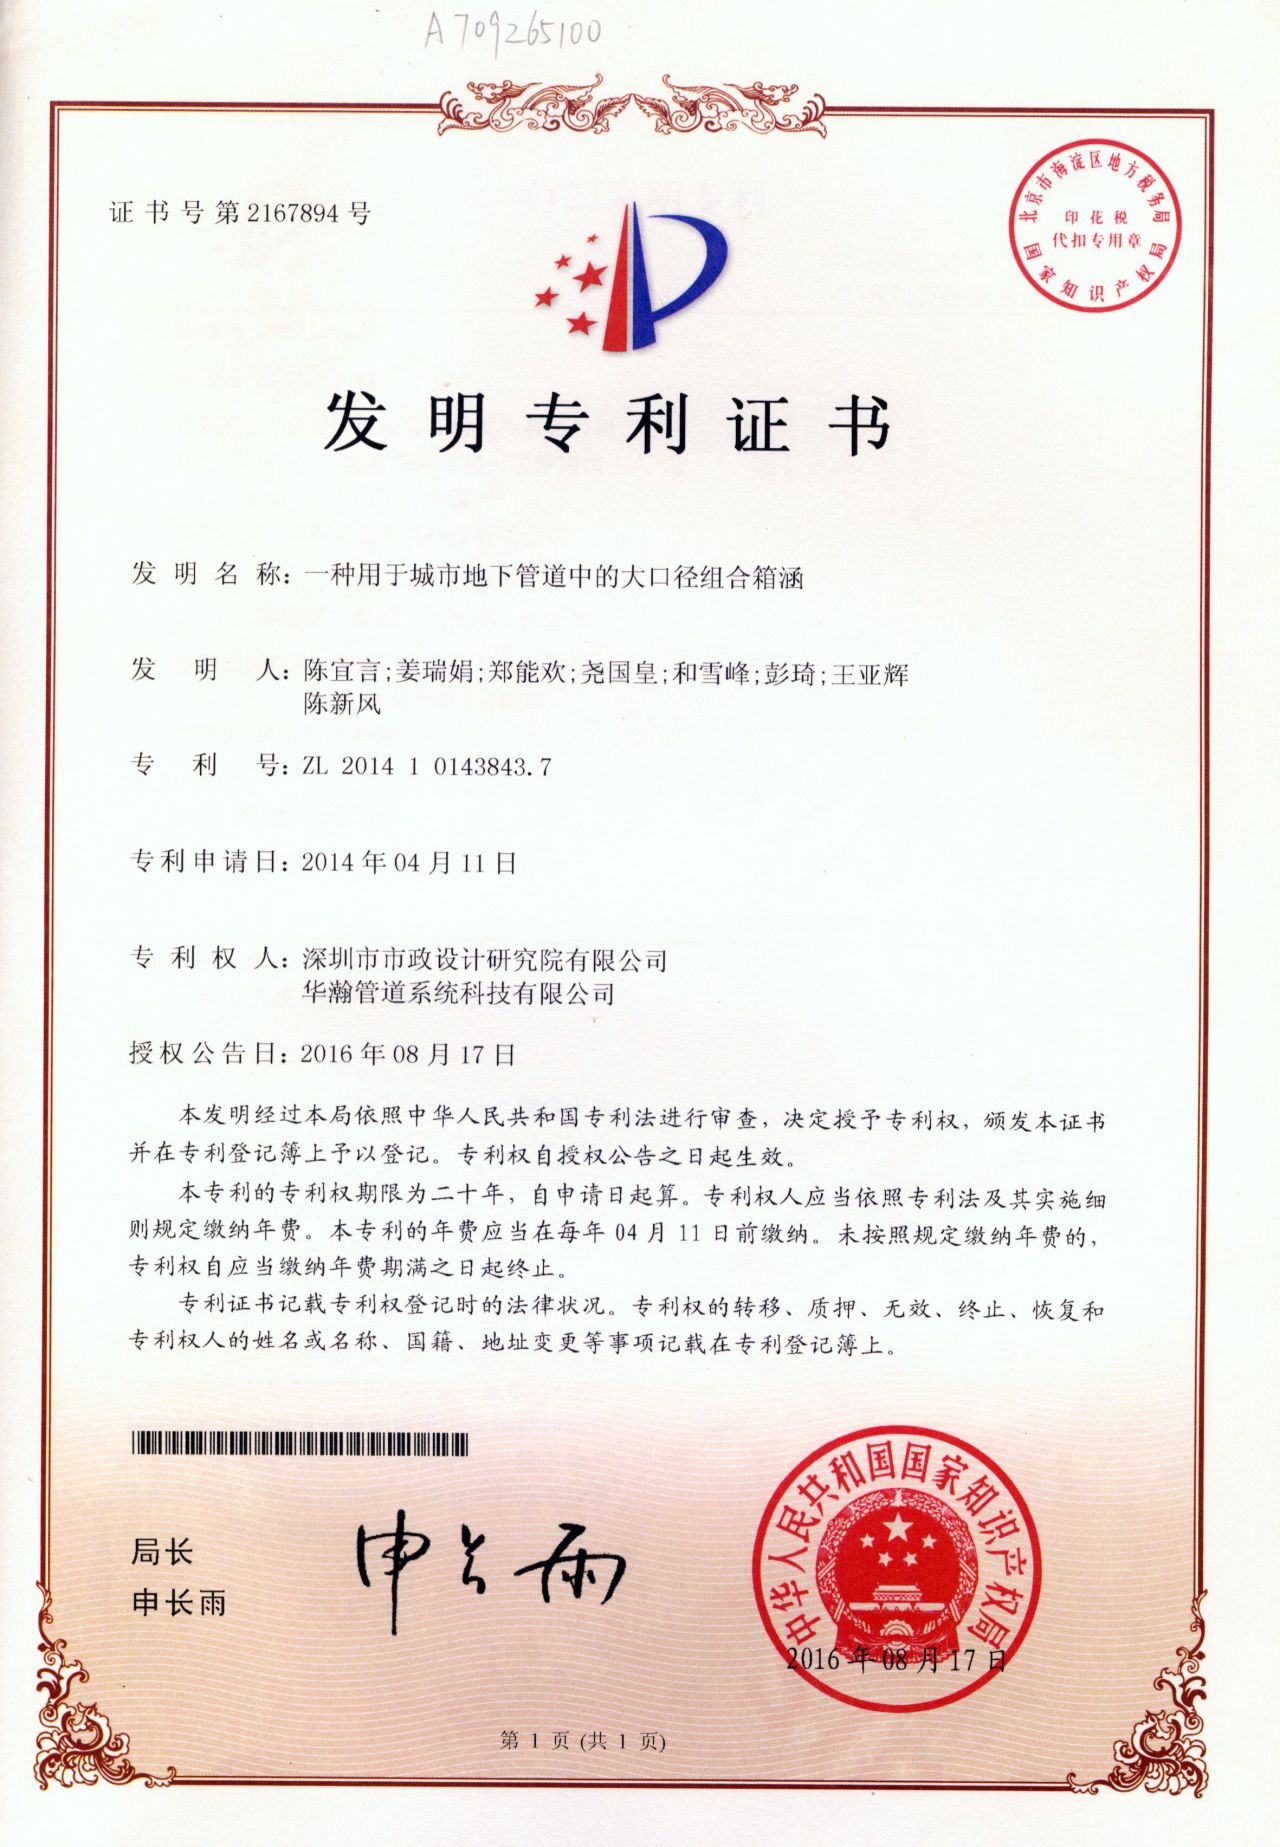 A709265100
证书号第2167894号
北京市海淀区地方税务局
印花税
代扣专用章
国家知识产权局
发明专利证书
发明名称：一种用于城市地下管道中的大口径组合箱涵
发明人：陈宜言;姜瑞娟;郑能欢;尧国皇;和雪峰;彭琦;王亚辉
陈新风
专利号：ZL 2014 1 0143843.7
专利申请日：2014年04月11日
专利权人：深圳市市政设计研究院有限公司
华瀚管道系统科技有限公司
授权公告日：2016年08月17日
本发明经过本局依照中华人民共和国专利法进行审查，决定授予专利权，颁发本证书
并在专利登记簿上予以登记。专利权自授权公告之日起生效。
本专利的专利权期限为二十年，自申请日起算。专利权人应当依照专利法及其实施细
则规定缴纳年费。本专利的年费应当在每年04月11日前缴纳。未按照规定缴纳年费的，
专利权自应当缴纳年费期满之日起终止。
专利证书记载专利权登记时的法律状况。专利权的转移、质押、无效、终止、恢复和
专利权人的姓名或名称、国籍、地址变更等事项记载在专利登记簿上。
局长
申长雨
申长雨
中华人民共和国国家知识产权局
2016年08月17日
第1页(共1页)